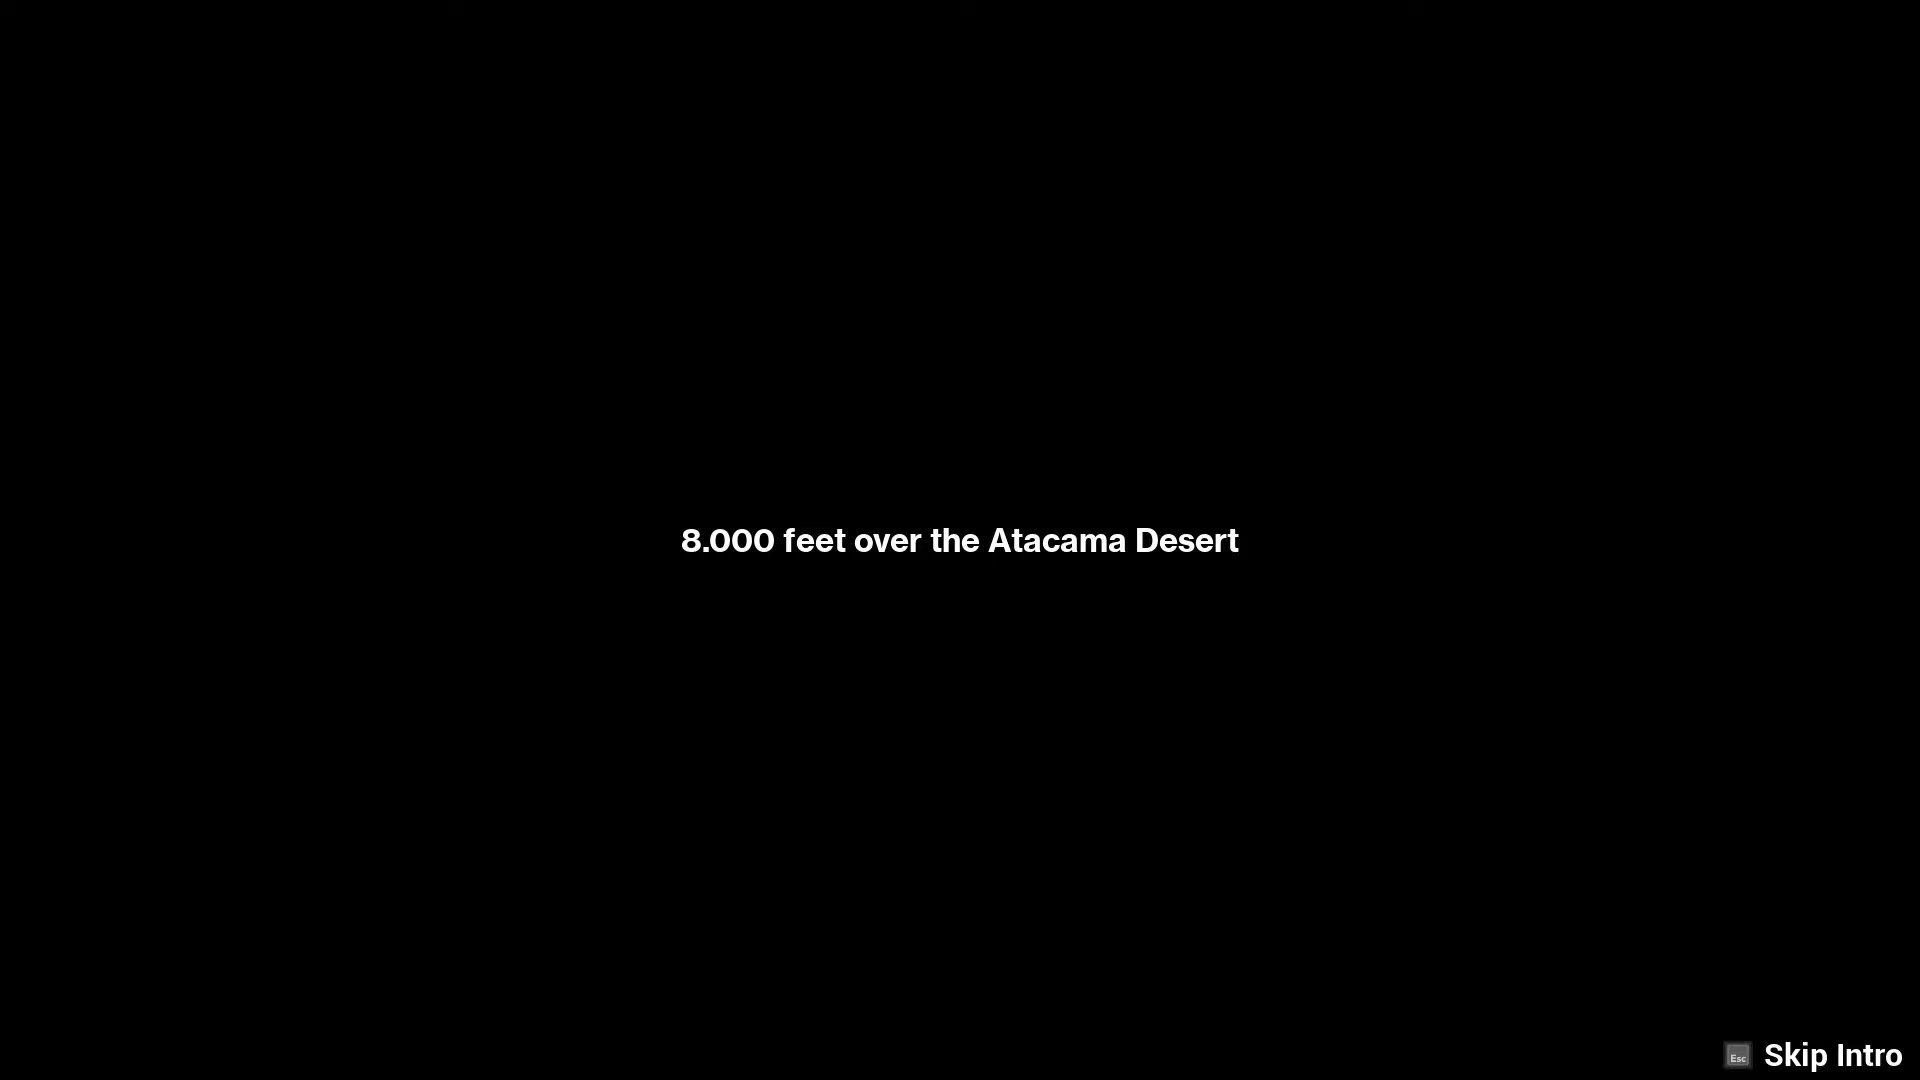 8.000 feet over the Atacama Desert
Esc Skip Intro